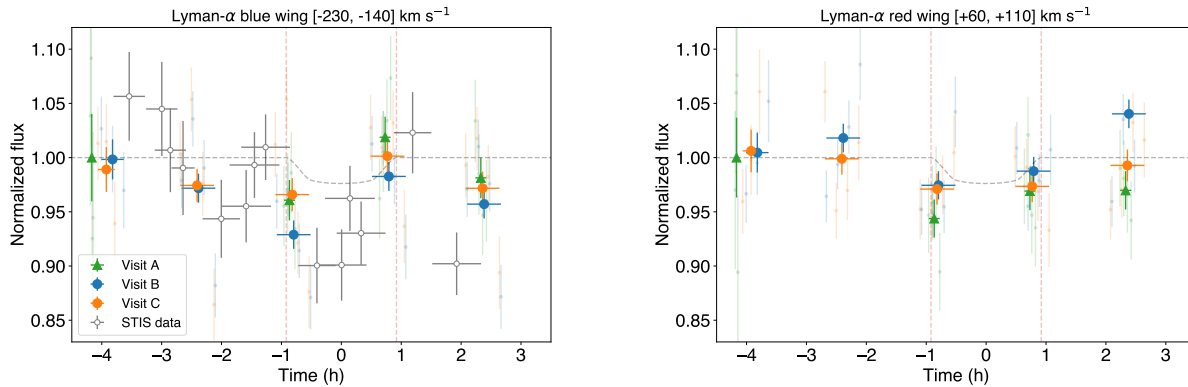 Lyman-α blue wing [-230, -140] km s⁻¹
Normalized flux
1.10
1.05
1.00
0.95
0.90
0.85
Visit A
Visit B
Visit C
STIS data
−4 −3 −2 −1 0 1 2 3
Time (h)
Lyman-α red wing [+60, +110] km s⁻¹
Normalized flux
1.10
1.05
1.00
0.95
0.90
0.85
−4 −3 −2 −1 0 1 2 3
Time (h)